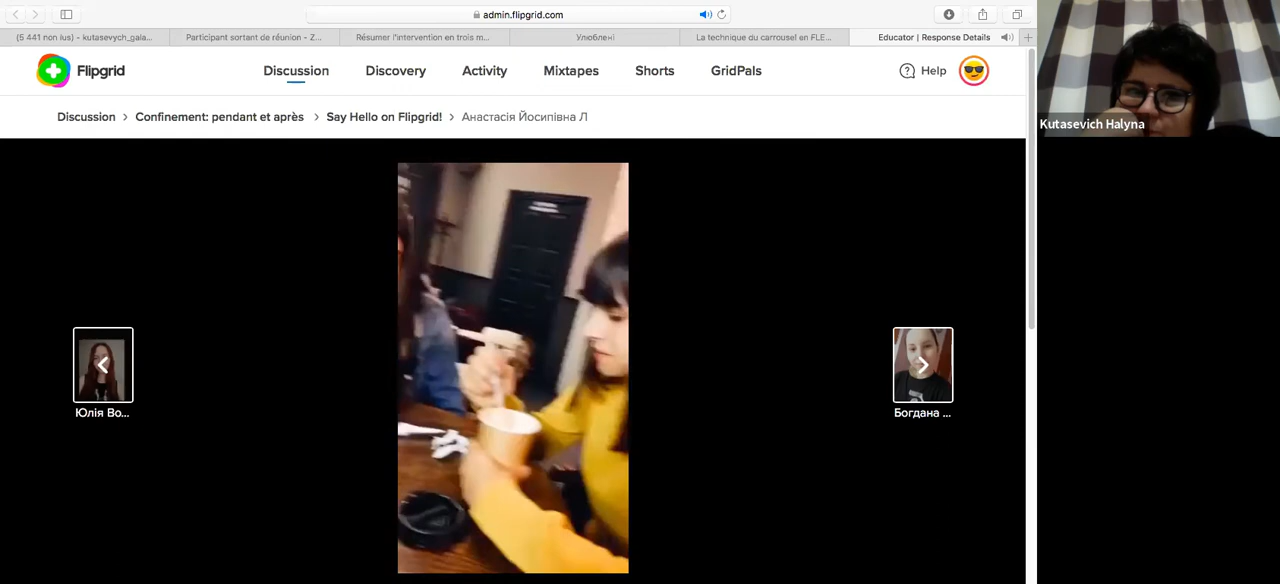 admin.flipgrid.com
(5 441 non lus) - kutasevych_gala...
Participant sortant de réunion - Z...
Résumer l'intervention en trois m...
Улюблені
La technique du carrousel en FLE...
Educator | Response Details
Flipgrid
Discussion
Discovery
Activity
Mixtapes
Shorts
GridPals
Help
Discussion > Confinement: pendant et après > Say Hello on Flipgrid! > Анастасія Йосипівна Л
Kutasevich Halyna
Юлія Во...
Богдана ...